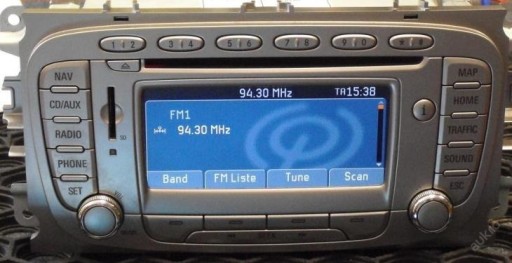 1 2 3 4 5 6 7 8 9 0 * #
NAV
CD/AUX
RADIO
PHONE
SET
94.30 MHz TA 15:38
FM1
94.30 MHz
Band FM Liste Tune Scan
MAP
HOME
TRAFFIC
SOUND
ESC